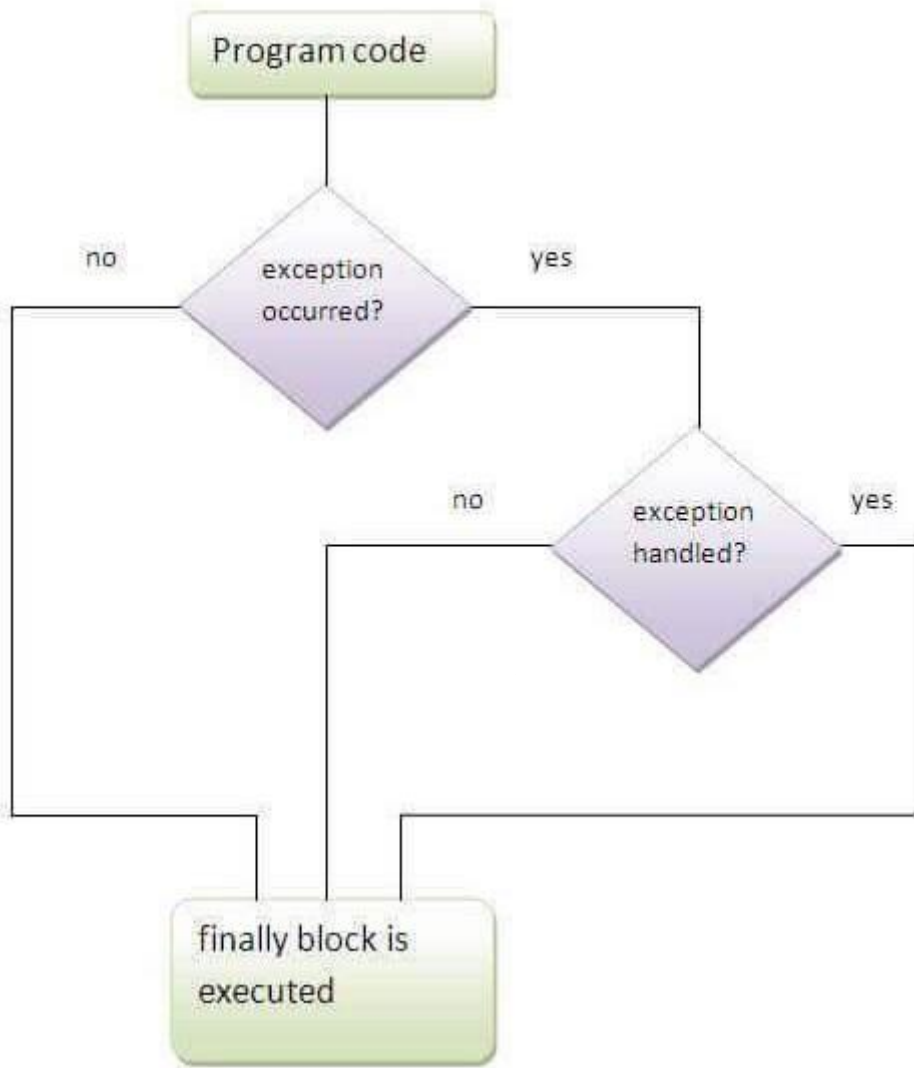 Program code
no
yes
exception
occurred?
no
yes
exception
handled?
finally block is
executed